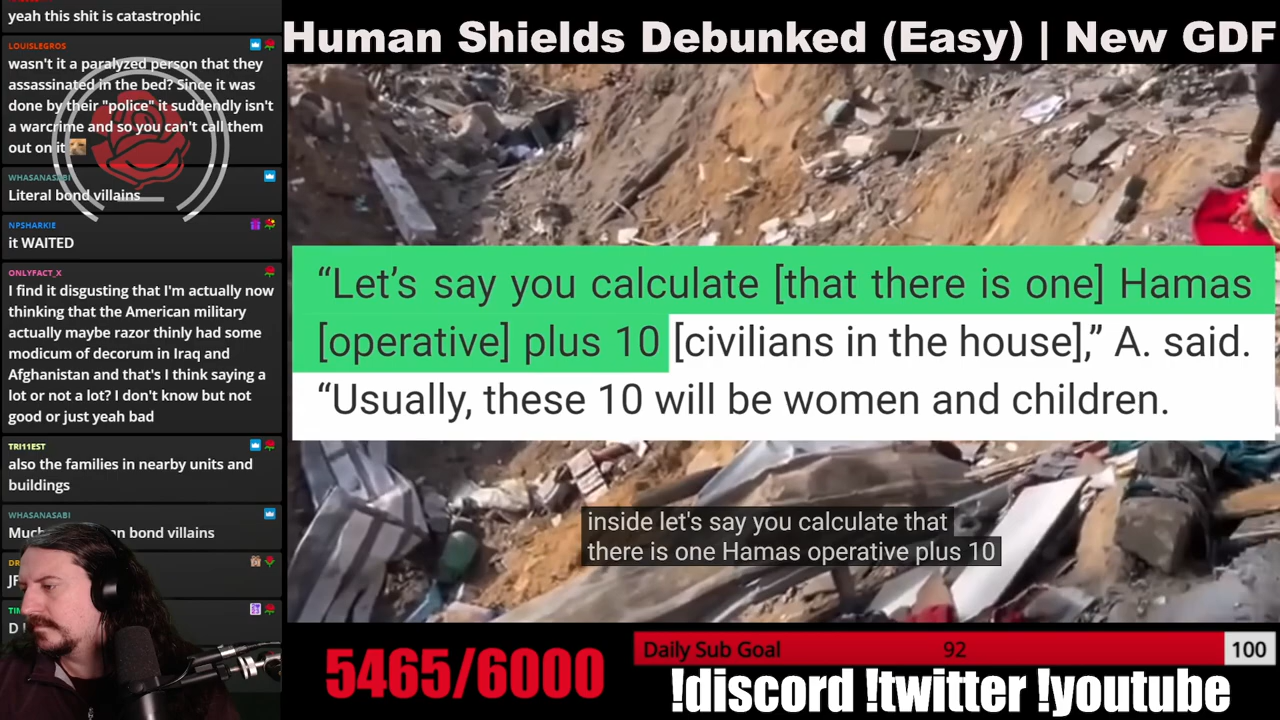 yeah this shit is catastrophic
LOUISLEGROS
wasn't it a paralyzed person that they
assassinated in the bed? Since it was
done by their "police" it suddenly isn't
a warcrime and so you can't call them
out on it
WHASANASABI
Literal bond villains
NPSHARKIE
it WAITED
ONLYFACT_X
I find it disgusting that I'm actually now
thinking that the American military
actually maybe razor thinly had some
modicum of decorum in Iraq and
Afghanistan and that's I think saying a
lot or not a lot? I don't know but not
good or just yeah bad
TRI11EST
also the families in nearby units and
buildings
WHASANASABI
bond villains
Human Shields Debunked (Easy) | New GDF
“Let’s say you calculate [that there is one] Hamas
[operative] plus 10 [civilians in the house],” A. said.
“Usually, these 10 will be women and children.
inside let's say you calculate that
there is one Hamas operative plus 10
5465/6000
Daily Sub Goal 92 100
!discord !twitter !youtube